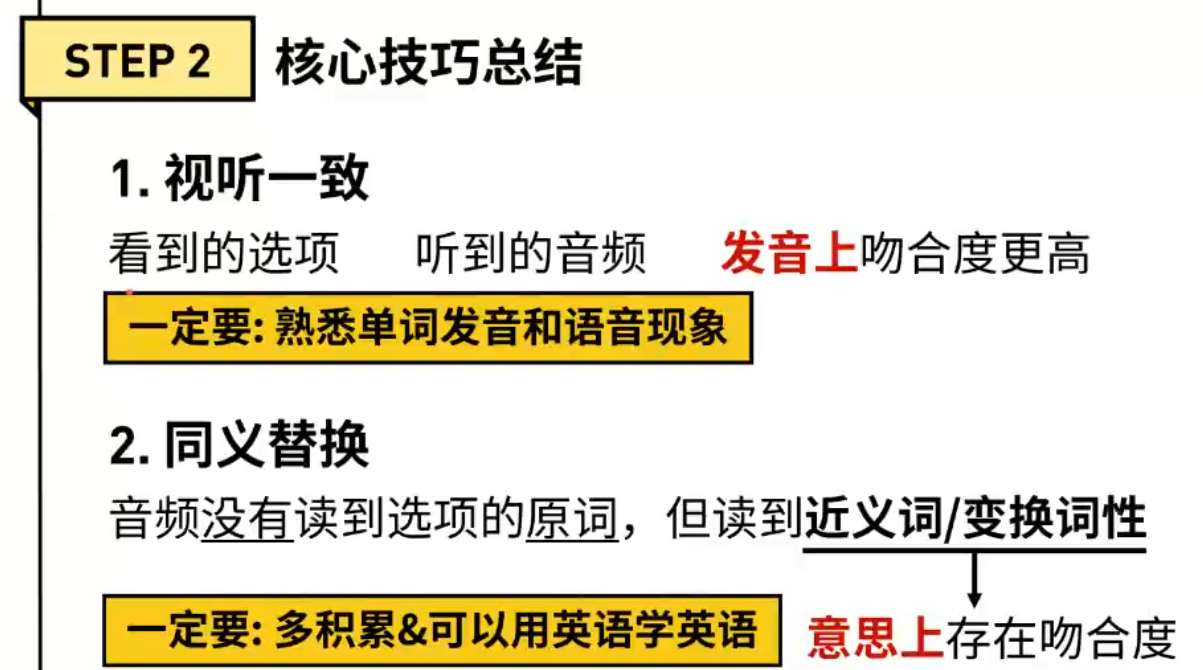 STEP 2 核心技巧总结
1. 视听一致
看到的选项 听到的音频 发音上吻合度更高
一定要: 熟悉单词发音和语音现象
2. 同义替换
音频没有读到选项的原词，但读到近义词/变换词性
一定要: 多积累&可以用英语学英语 意思上存在吻合度